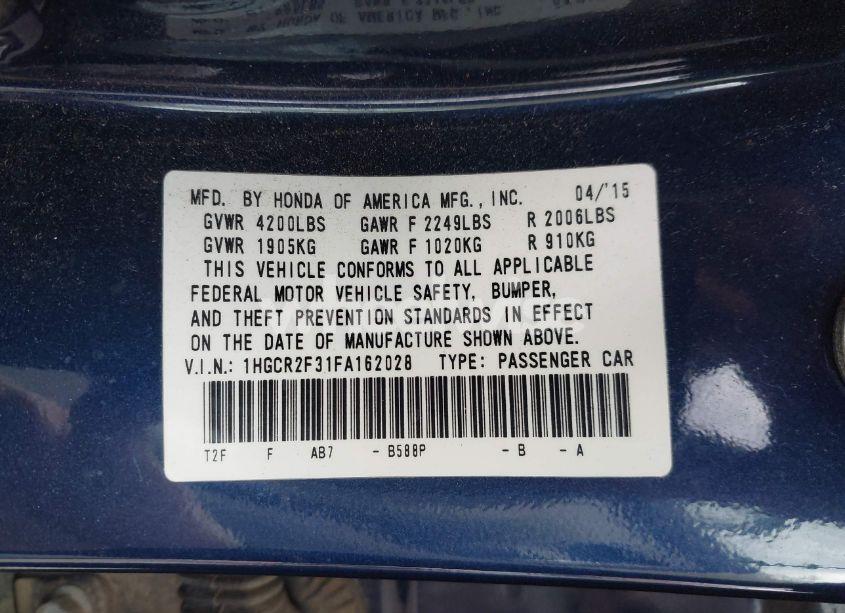 MFD. BY HONDA OF AMERICA MFG., INC. 04/'15
GVWR 4200LBS GAWR F 2249LBS R 2006LBS
GVWR 1905KG GAWR F 1020KG R 910KG
THIS VEHICLE CONFORMS TO ALL APPLICABLE
FEDERAL MOTOR VEHICLE SAFETY, BUMPER,
AND THEFT PREVENTION STANDARDS IN EFFECT
ON THE DATE OF MANUFACTURE SHOWN ABOVE.
V.I.N.: 1HGCR2F31FA162028 TYPE: PASSENGER CAR
T2F F AB7 - B588P - B - A